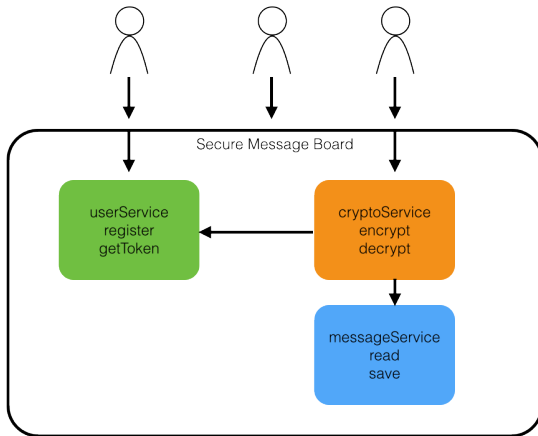 Secure Message Board
userService
register
getToken
cryptoService
encrypt
decrypt
messageService
read
save